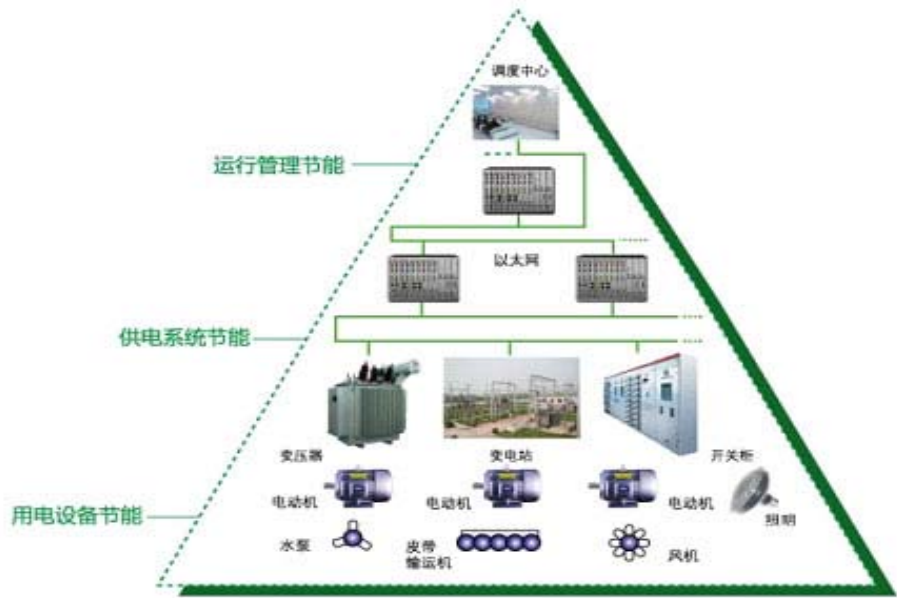 调度中心
运行管理节能
以太网
供电系统节能
变压器
变电站
开关柜
电动机
电动机
电动机
照明
用电设备节能
水泵
皮带
输运机
风机